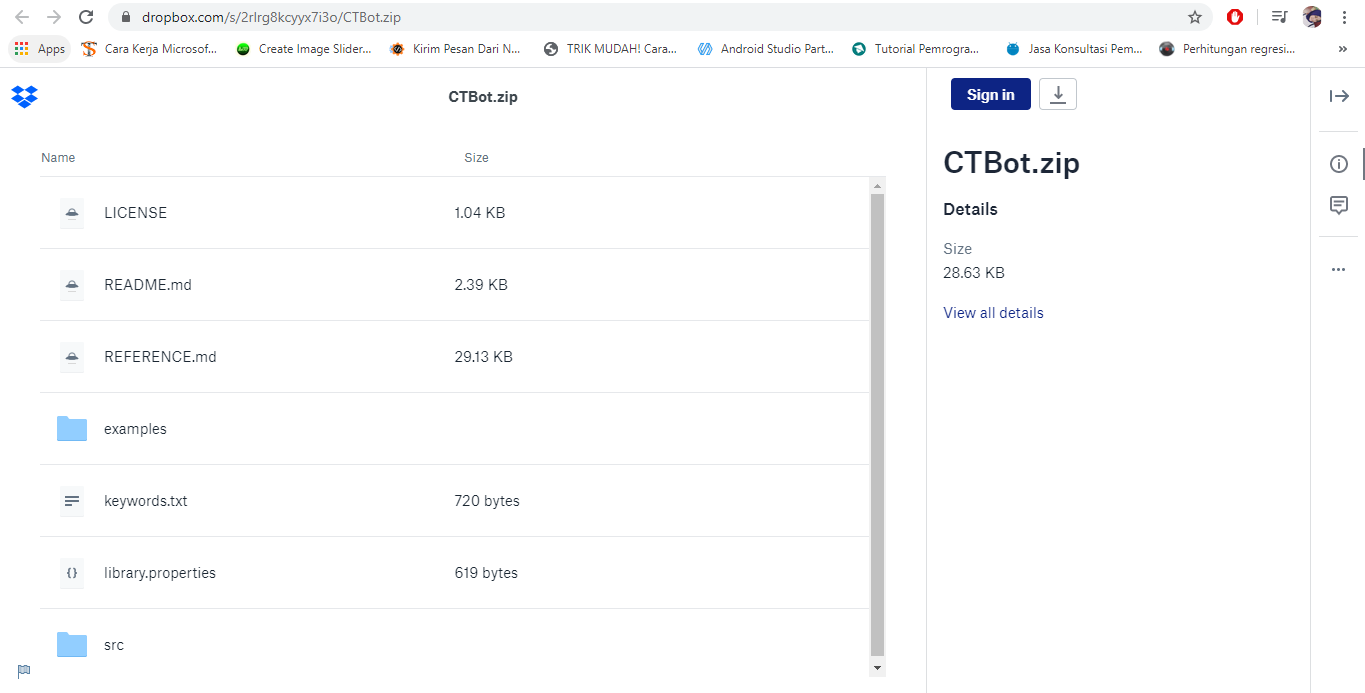 dropbox.com/s/2rlrg8kcyyx7i3o/CTBot.zip
Apps Cara Kerja Microsof... Create Image Slider... Kirim Pesan Dari N... TRIK MUDAH! Cara... Android Studio Part... Tutorial Pemrogra... Jasa Konsultasi Pem... Perhitungan regresi... »
CTBot.zip
Name Size
LICENSE 1.04 KB
README.md 2.39 KB
REFERENCE.md 29.13 KB
examples
keywords.txt 720 bytes
library.properties 619 bytes
src
Sign in
CTBot.zip
Details
Size
28.63 KB
View all details